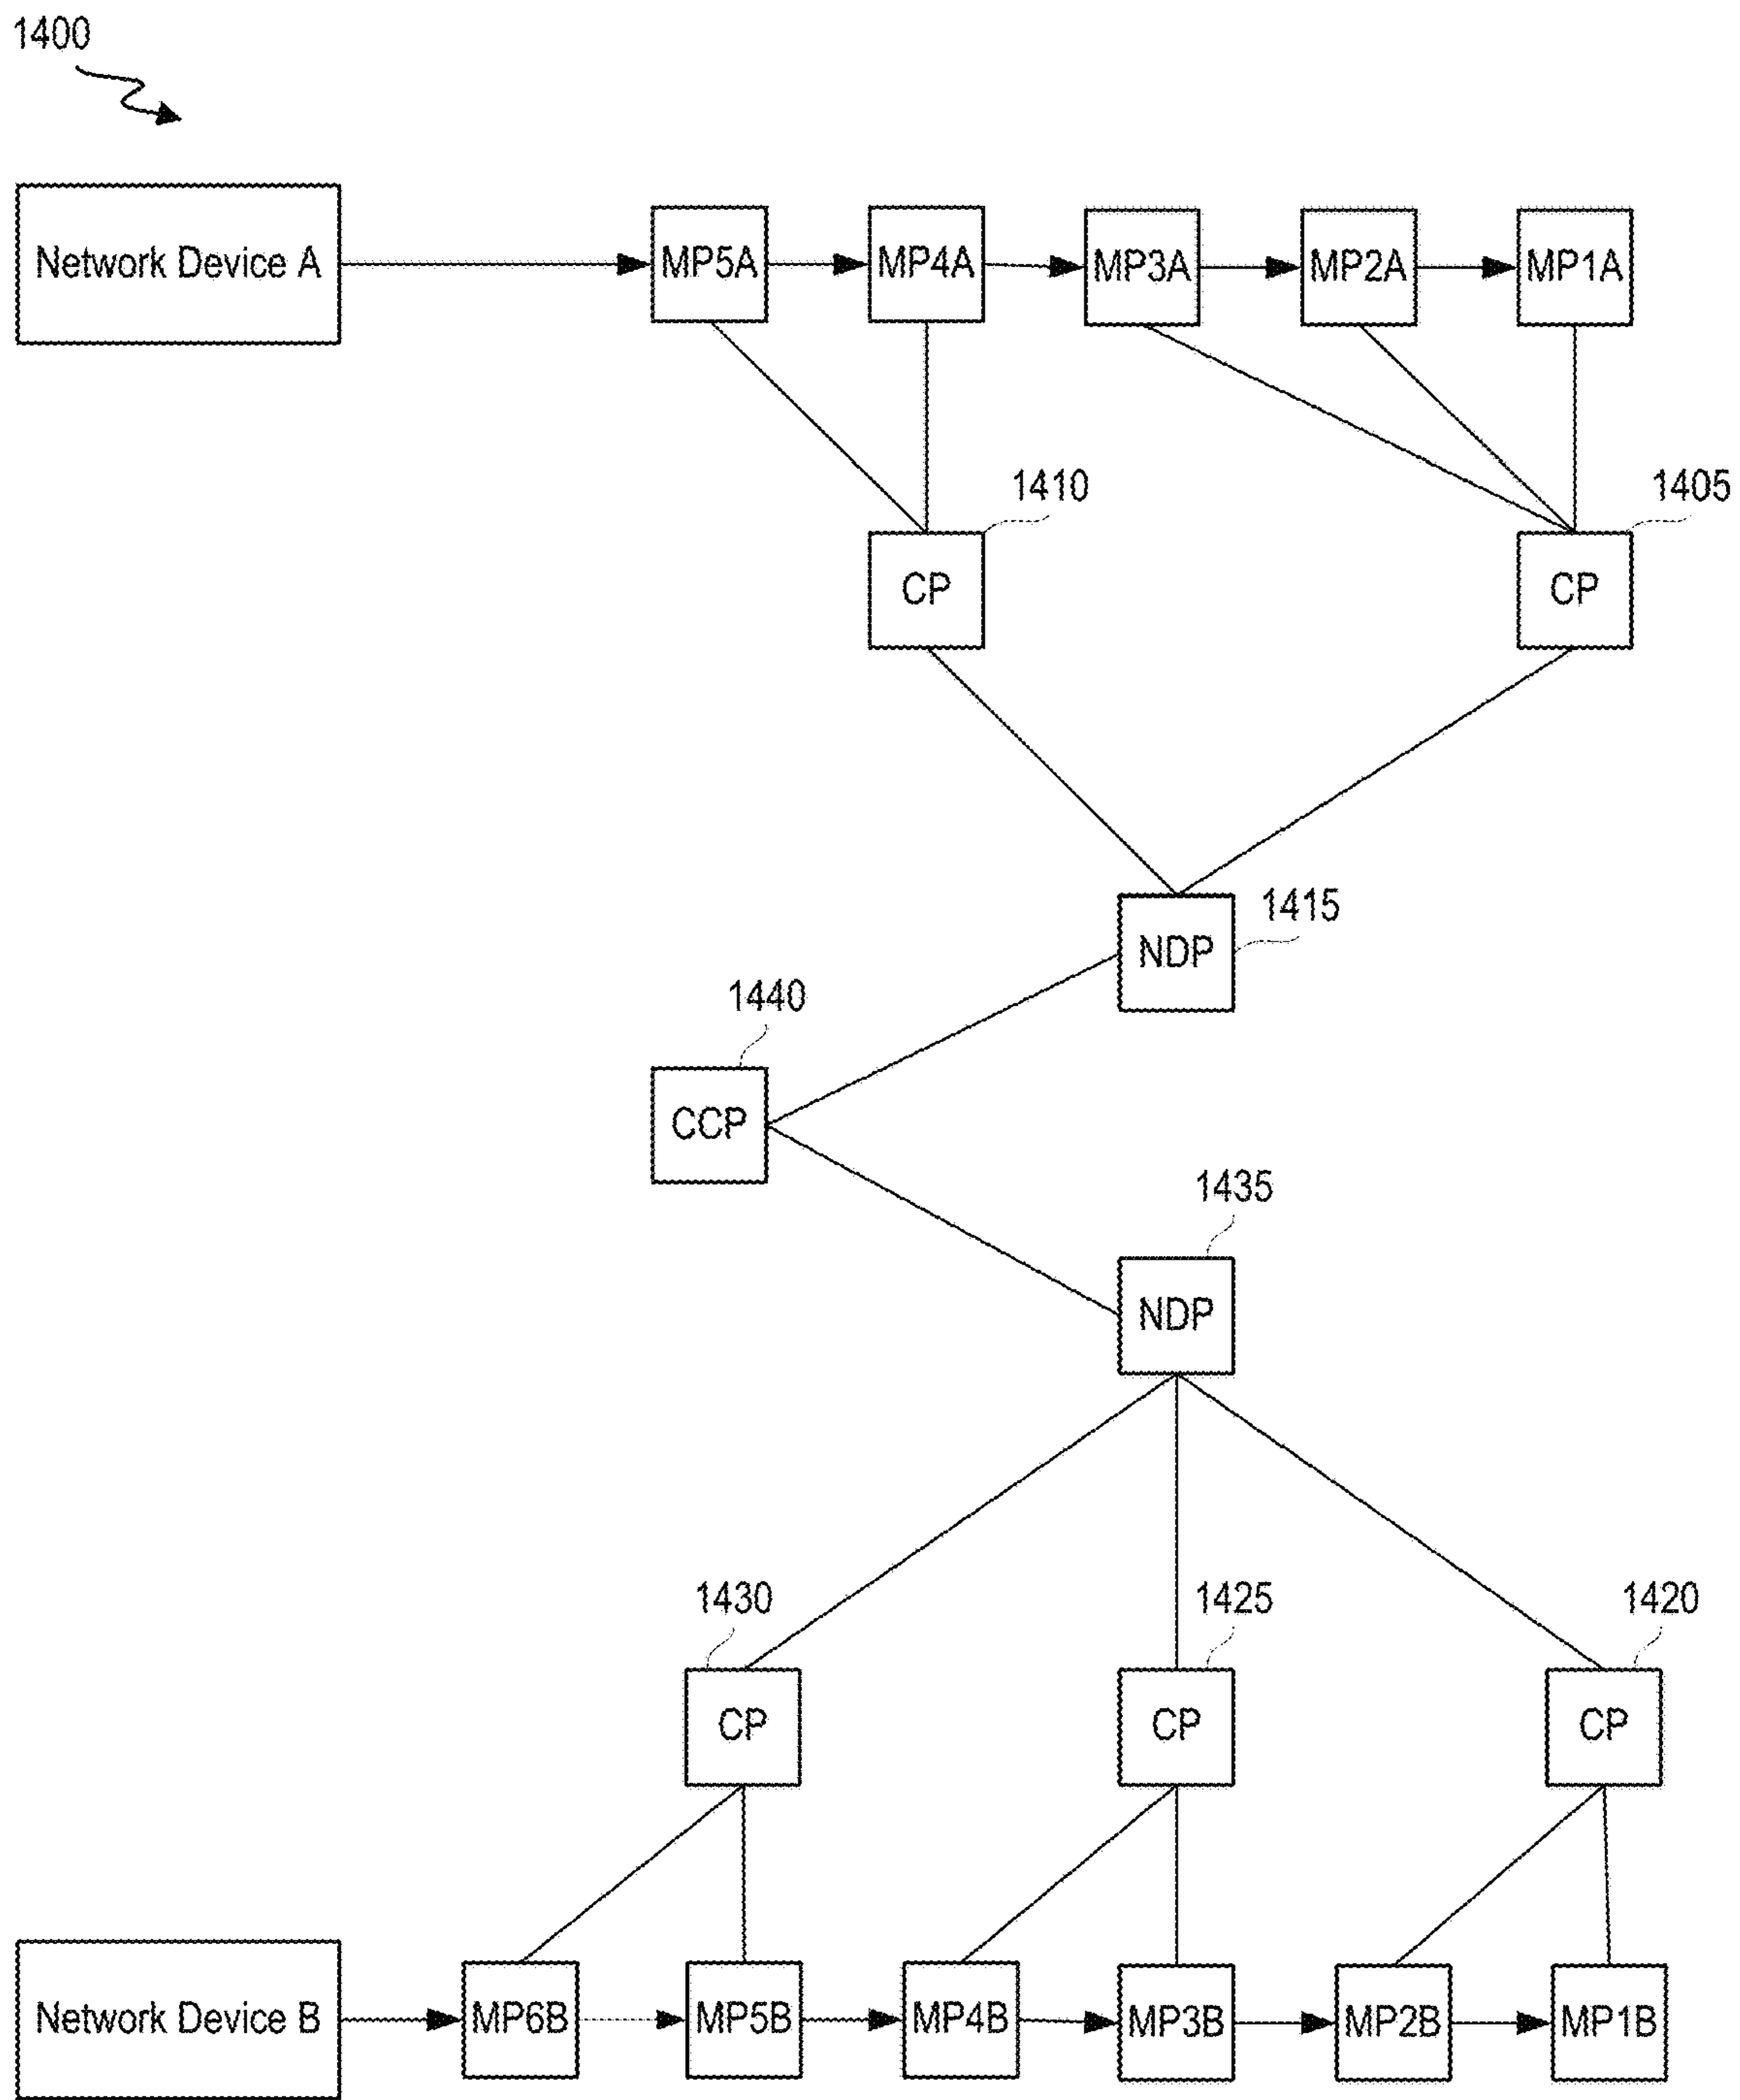 1400
Network Device A
MP5A
MP4A
MP3A
MP2A
MP1A
1410
1405
CP
CP
1415
NDP
1440
CCP
1435
NDP
1430
1425
1420
CP
CP
CP
Network Device B
MP6B
MP5B
MP4B
MP3B
MP2B
MP1B